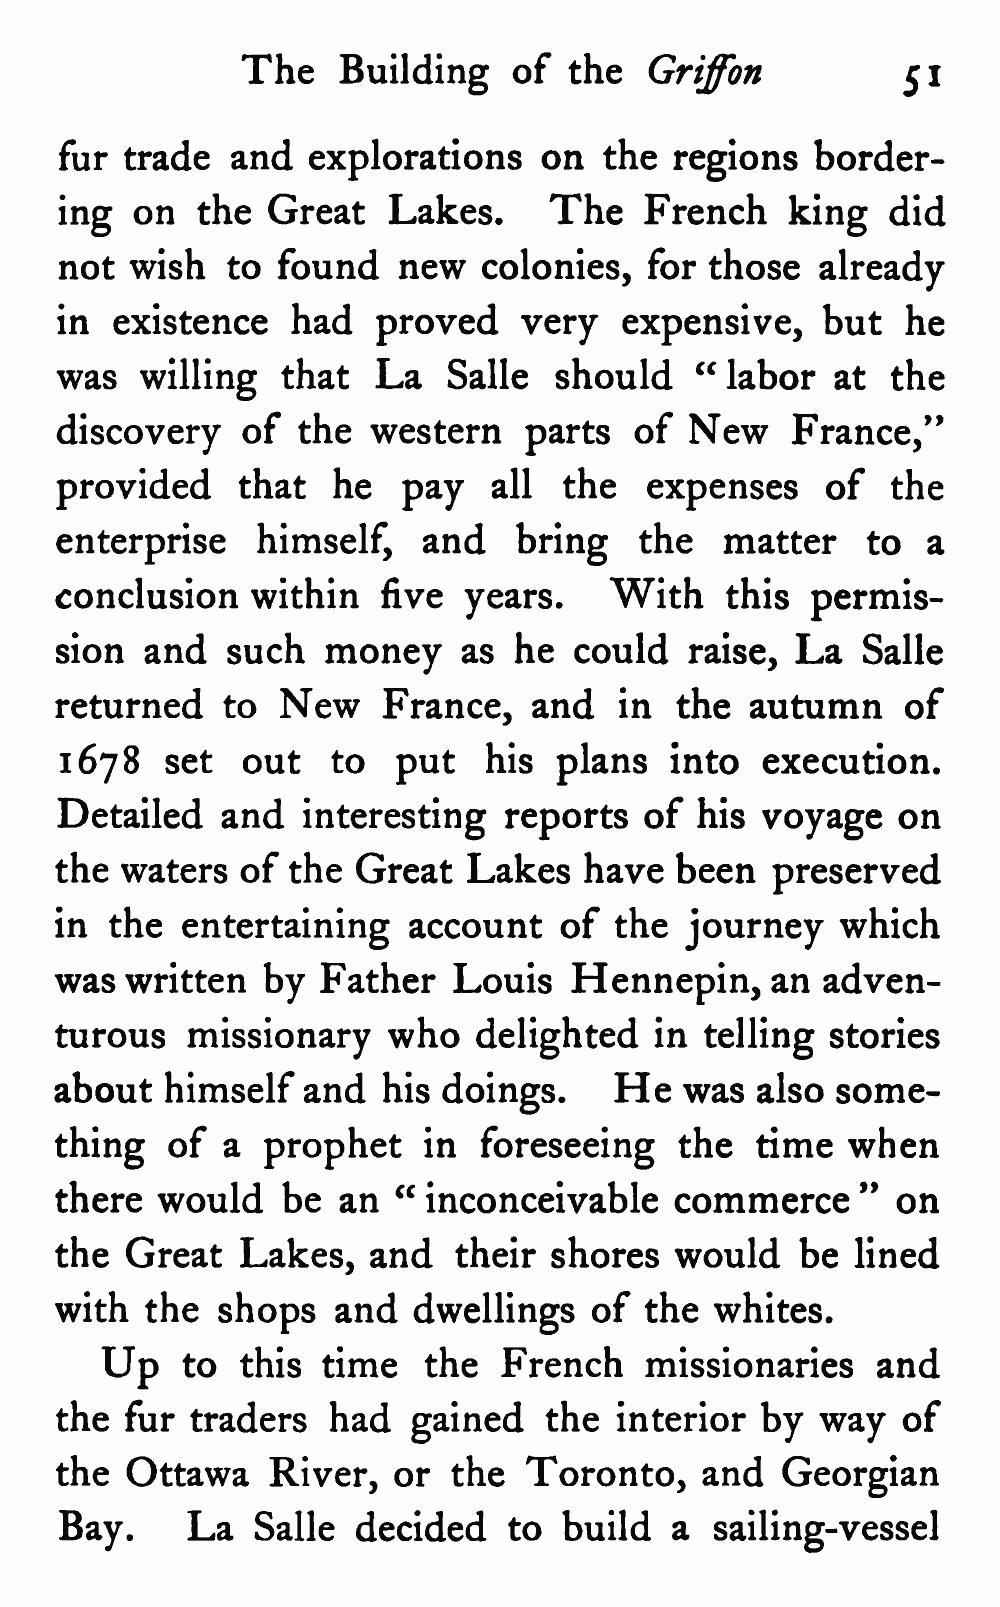 The Building of the Griffon 51
fur trade and explorations on the regions border-
ing on the Great Lakes. The French king did
not wish to found new colonies, for those already
in existence had proved very expensive, but he
was willing that La Salle should “labor at the
discovery of the western parts of New France,”
provided that he pay all the expenses of the
enterprise himself, and bring the matter to a
conclusion within five years. With this permis-
sion and such money as he could raise, La Salle
returned to New France, and in the autumn of
1678 set out to put his plans into execution.
Detailed and interesting reports of his voyage on
the waters of the Great Lakes have been preserved
in the entertaining account of the journey which
was written by Father Louis Hennepin, an adven-
turous missionary who delighted in telling stories
about himself and his doings. He was also some-
thing of a prophet in foreseeing the time when
there would be an “inconceivable commerce” on
the Great Lakes, and their shores would be lined
with the shops and dwellings of the whites.
Up to this time the French missionaries and
the fur traders had gained the interior by way of
the Ottawa River, or the Toronto, and Georgian
Bay. La Salle decided to build a sailing-vessel